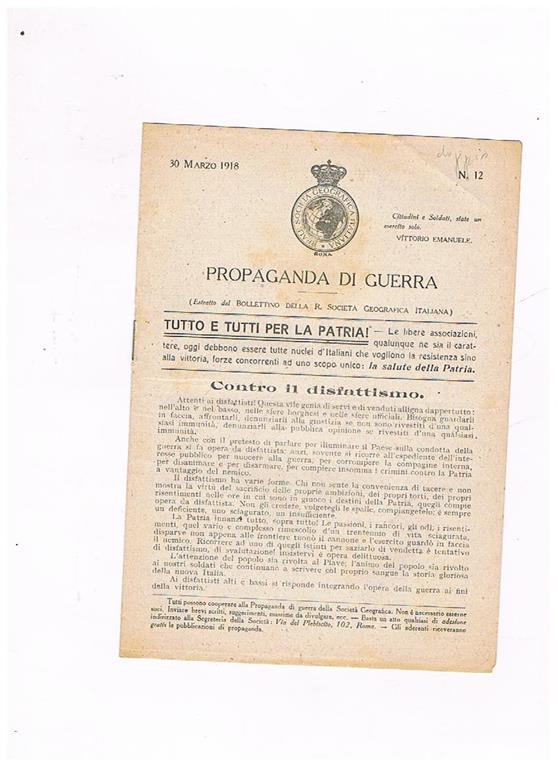 doppio
30 MARZO 1918
N. 12
REALE SOCIETÀ GEOGRAFICA ITALIANA
ROMA
Cittadini e Soldati, siate un
esercito solo.
VITTORIO EMANUELE.
PROPAGANDA DI GUERRA
(Estratto dal BOLLETTINO DELLA R. SOCIETÀ GEOGRAFICA ITALIANA)
TUTTO E TUTTI PER LA PATRIA! — Le libere associazioni,
qualunque ne sia il carat-
tere, oggi debbono essere tutte nuclei d'Italiani che vogliono la resistenza sino
alla vittoria, forze concorrenti ad uno scopo unico: la salute della Patria.
Contro il disfattismo.
Attenti ai disfattisti! Questa vile genia di servi e di venduti alligna dappertutto:
nell'alto e nel basso, nelle sfere borghesi e nelle sfere ufficiali. Bisogna guardarli
in faccia, affrontarli, denunziarli alla giustizia se non sono rivestiti d'una qual-
siasi immunità, denunziarli alla pubblica opinione se rivestiti d'una qualsiasi
immunità.
Anche con il pretesto di parlare per illuminare il Paese sulla condotta della
guerra si fa opera da disfattista: anzi, sovente si ricorre all'espediente dell'inte-
resse pubblico per nuocere alla guerra, per corrompere la compagine interna,
per disanimare e per disarmare, per compiere insomma i crimini contro la Patria
a vantaggio del nemico.
Il disfattismo ha varie forme. Chi non sente la convenienza di tacere e non
mostra la virtù del sacrificio delle proprie ambizioni, dei propri torti, dei propri
risentimenti nelle ore in cui sono in giuoco i destini della Patria, quegli compie
opera da disfattista. Non gli credete, volgetegli le spalle, compiangetelo: è sempre
un deficiente, uno sciagurato, un insufficiente.
La Patria innanzi tutto, sopra tutto! Le passioni, i rancori, gli odi, i risenti-
menti, quel vario e complesso rimescolio d'un trentennio di vita sciagurata,
disparve non appena alle frontiere tuonò il cannone e l'esercito guardò in faccia
il nemico. Ricorrere ad uno di quegli istinti per saziarlo di vendetta è tentativo
di disfattismo, di svalutazione! insistervi è opera delittuosa.
L'attenzione del popolo sia rivolta al Piave; l'animo del popolo sia rivolto
ai nostri soldati che continuano a scrivere col proprio sangue la storia gloriosa
della nuova Italia.
Ai disfattisti alti e bassi si risponde integrando l'opera della guerra ai fini
della vittoria.
Tutti possono cooperare alla Propaganda di guerra della Società Geografica. Non è necessario esserne
soci. Inviare brevi scritti, suggerimenti, massime da divulgare, ecc. — Basta un atto qualsiasi di adesione
indirizzato alla Segreteria della Società: Via del Plebiscito, 102, Roma. — Gli aderenti riceveranno
gratis le pubblicazioni di propaganda.